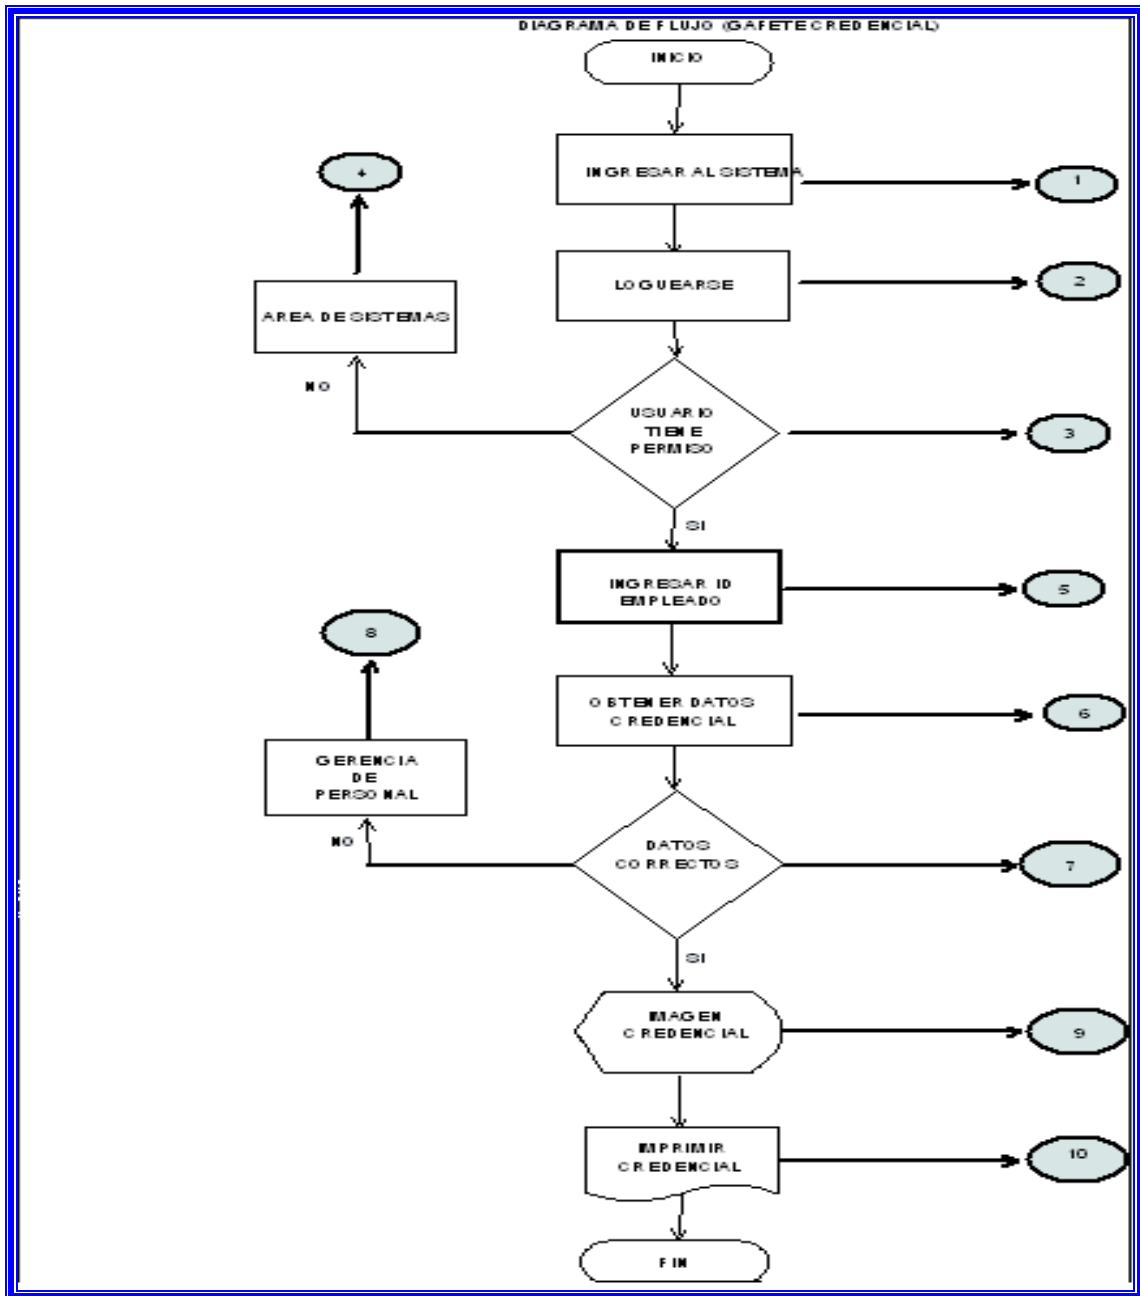 DIAGRAMA DE FLUJO (GAFETE CREDENCIAL)
INICIO
INGRESAR AL SISTEMA
1
4
LOGUEARSE
2
AREA DE SISTEMAS
NO
USUARIO
TIENE
PERMISO
3
SI
INGRESAR ID
EMPLEADO
5
8
OBTENER DATOS
CREDENCIAL
6
GERENCIA
DE
PERSONAL
NO
DATOS
CORRECTOS
7
SI
IMAGEN
CREDENCIAL
9
IMPRIMIR
CREDENCIAL
10
FIN